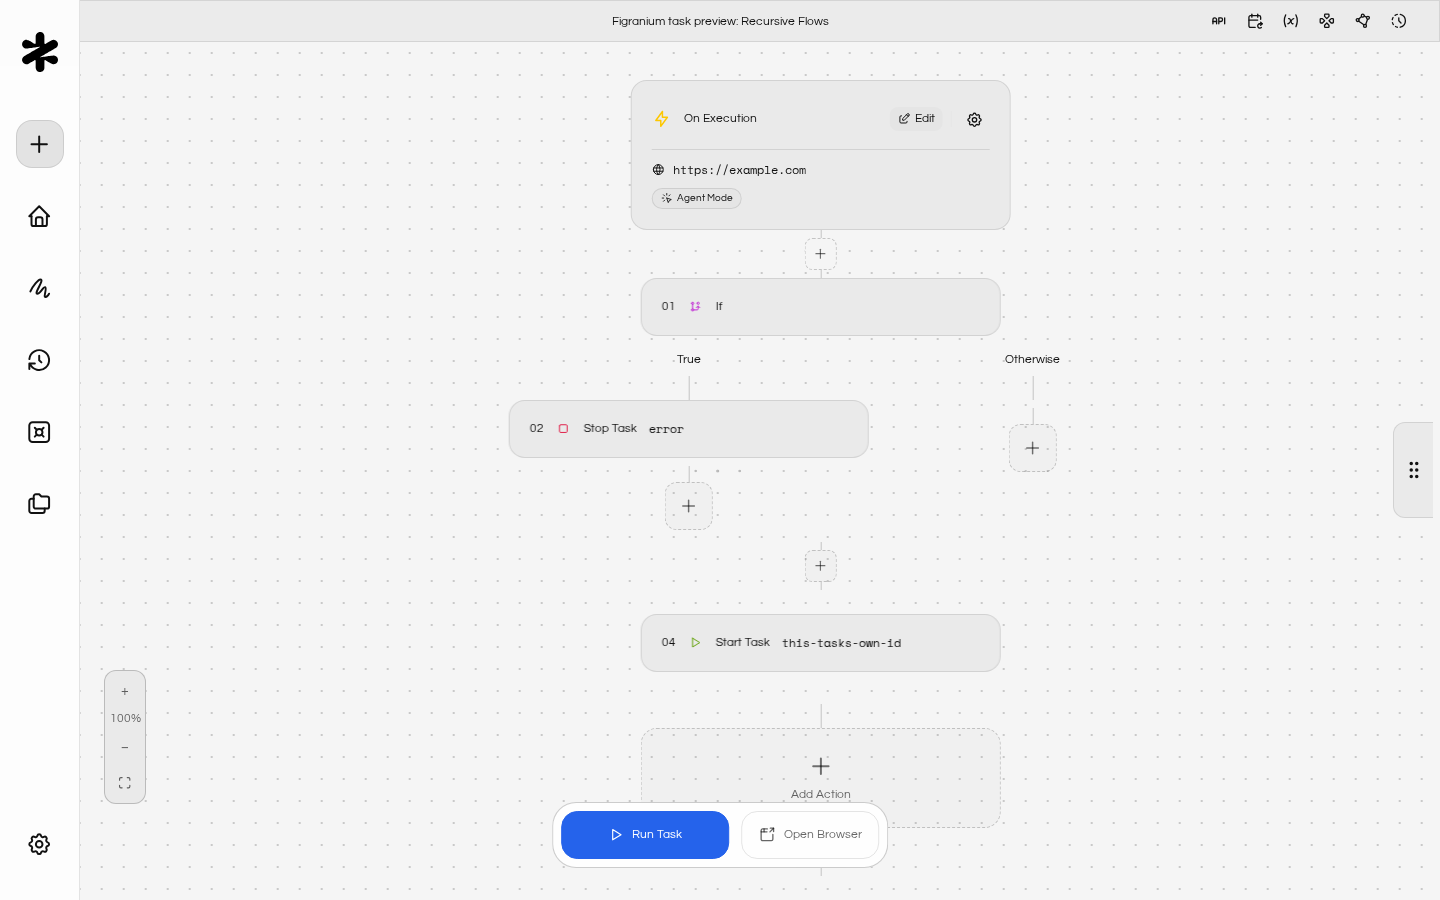 Figranium task preview: Recursive Flows
API
(x)
On Execution
Edit
https://example.com
Agent Mode
01 If
True
Otherwise
02 Stop Task error
04 Start Task this-tasks-own-id
100%
Add Action
Run Task
Open Browser